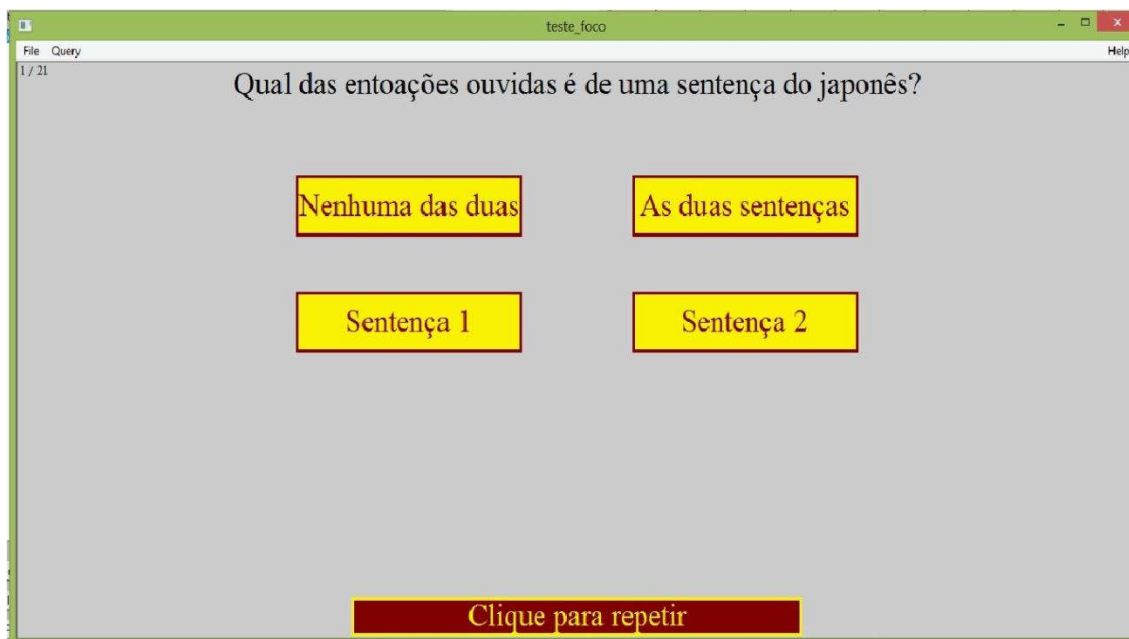 teste_foco
File Query Help
1 / 21
Qual das entoações ouvidas é de uma sentença do japonês?
Nenhuma das duas
As duas sentenças
Sentença 1
Sentença 2
Clique para repetir